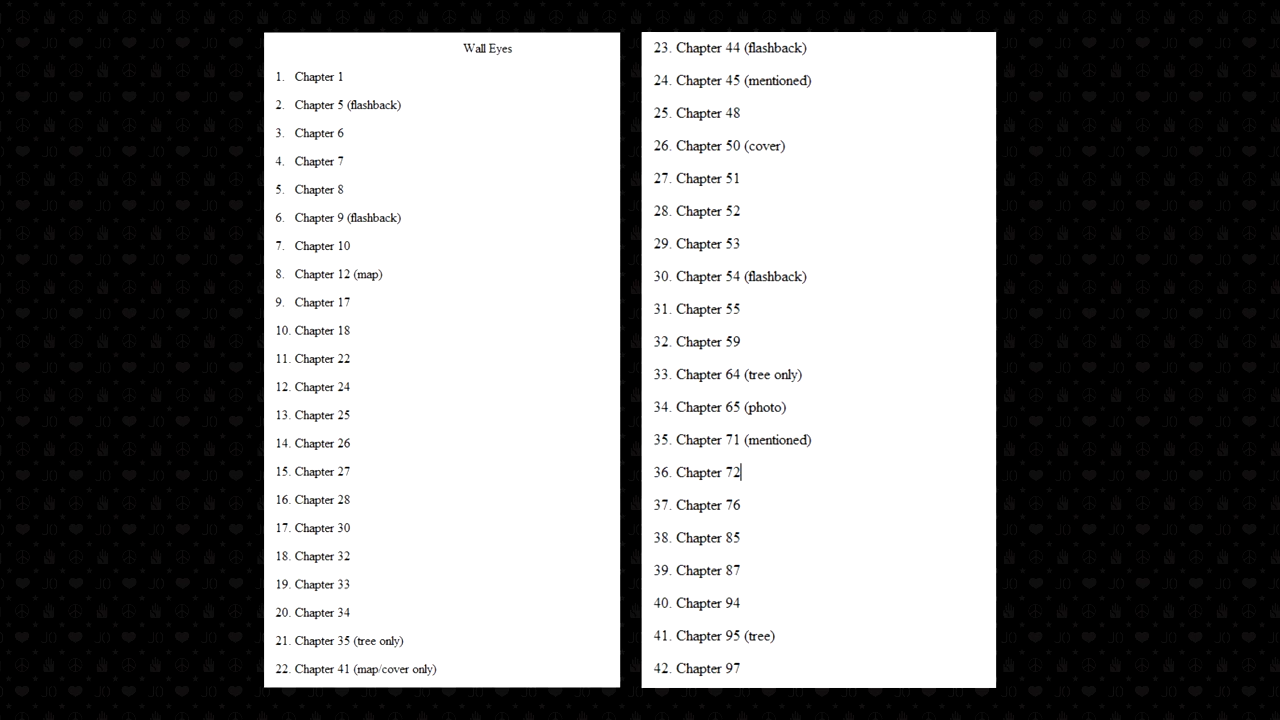 Wall Eyes
1. Chapter 1
2. Chapter 5 (flashback)
3. Chapter 6
4. Chapter 7
5. Chapter 8
6. Chapter 9 (flashback)
7. Chapter 10
8. Chapter 12 (map)
9. Chapter 17
10. Chapter 18
11. Chapter 22
12. Chapter 24
13. Chapter 25
14. Chapter 26
15. Chapter 27
16. Chapter 28
17. Chapter 30
18. Chapter 32
19. Chapter 33
20. Chapter 34
21. Chapter 35 (tree only)
22. Chapter 41 (map/cover only)
23. Chapter 44 (flashback)
24. Chapter 45 (mentioned)
25. Chapter 48
26. Chapter 50 (cover)
27. Chapter 51
28. Chapter 52
29. Chapter 53
30. Chapter 54 (flashback)
31. Chapter 55
32. Chapter 59
33. Chapter 64 (tree only)
34. Chapter 65 (photo)
35. Chapter 71 (mentioned)
36. Chapter 72
37. Chapter 76
38. Chapter 85
39. Chapter 87
40. Chapter 94
41. Chapter 95 (tree)
42. Chapter 97